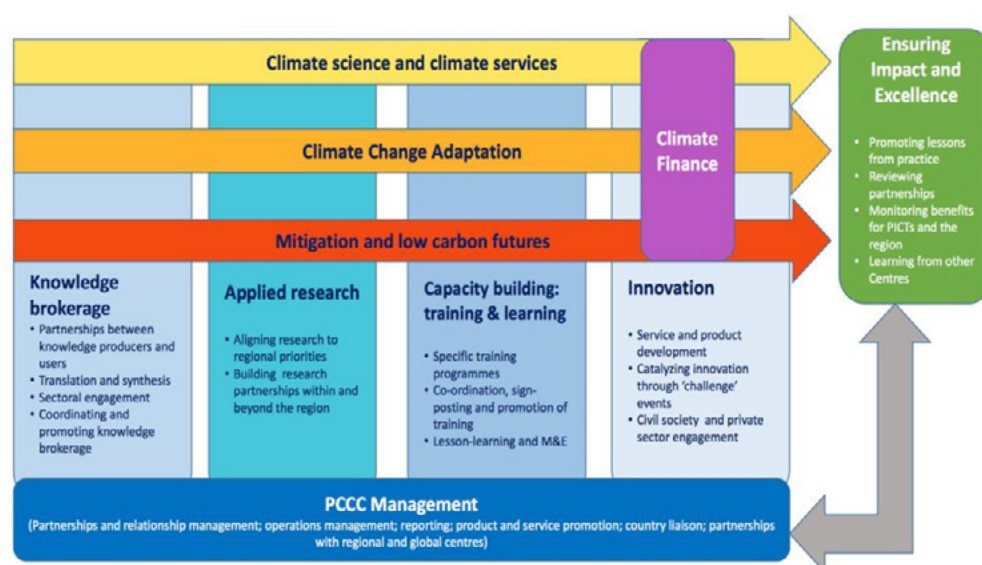 Climate science and climate services
Climate Change Adaptation
Mitigation and low carbon futures
Climate
Finance
Ensuring
Impact and
Excellence
• Promoting lessons
from practice
• Reviewing
partnerships
• Monitoring benefits
for PICTs and the
region
• Learning from other
Centres
Knowledge
brokerage
• Partnerships between
knowledge producers and
users
• Translation and synthesis
• Sectoral engagement
• Coordinating and
promoting knowledge
brokerage
Applied research
• Aligning research to
regional priorities
• Building research
partnerships within and
beyond the region
Capacity building:
training & learning
• Specific training
programmes
• Co-ordination, sign-
posting and promotion of
training
• Lesson-learning and M&E
Innovation
• Service and product
development
• Catalyzing innovation
through ‘challenge’
events
• Civil society and private
sector engagement
PCCC Management
(Partnerships and relationship management; operations management; reporting; product and service promotion; country liaison; partnerships
with regional and global centres)